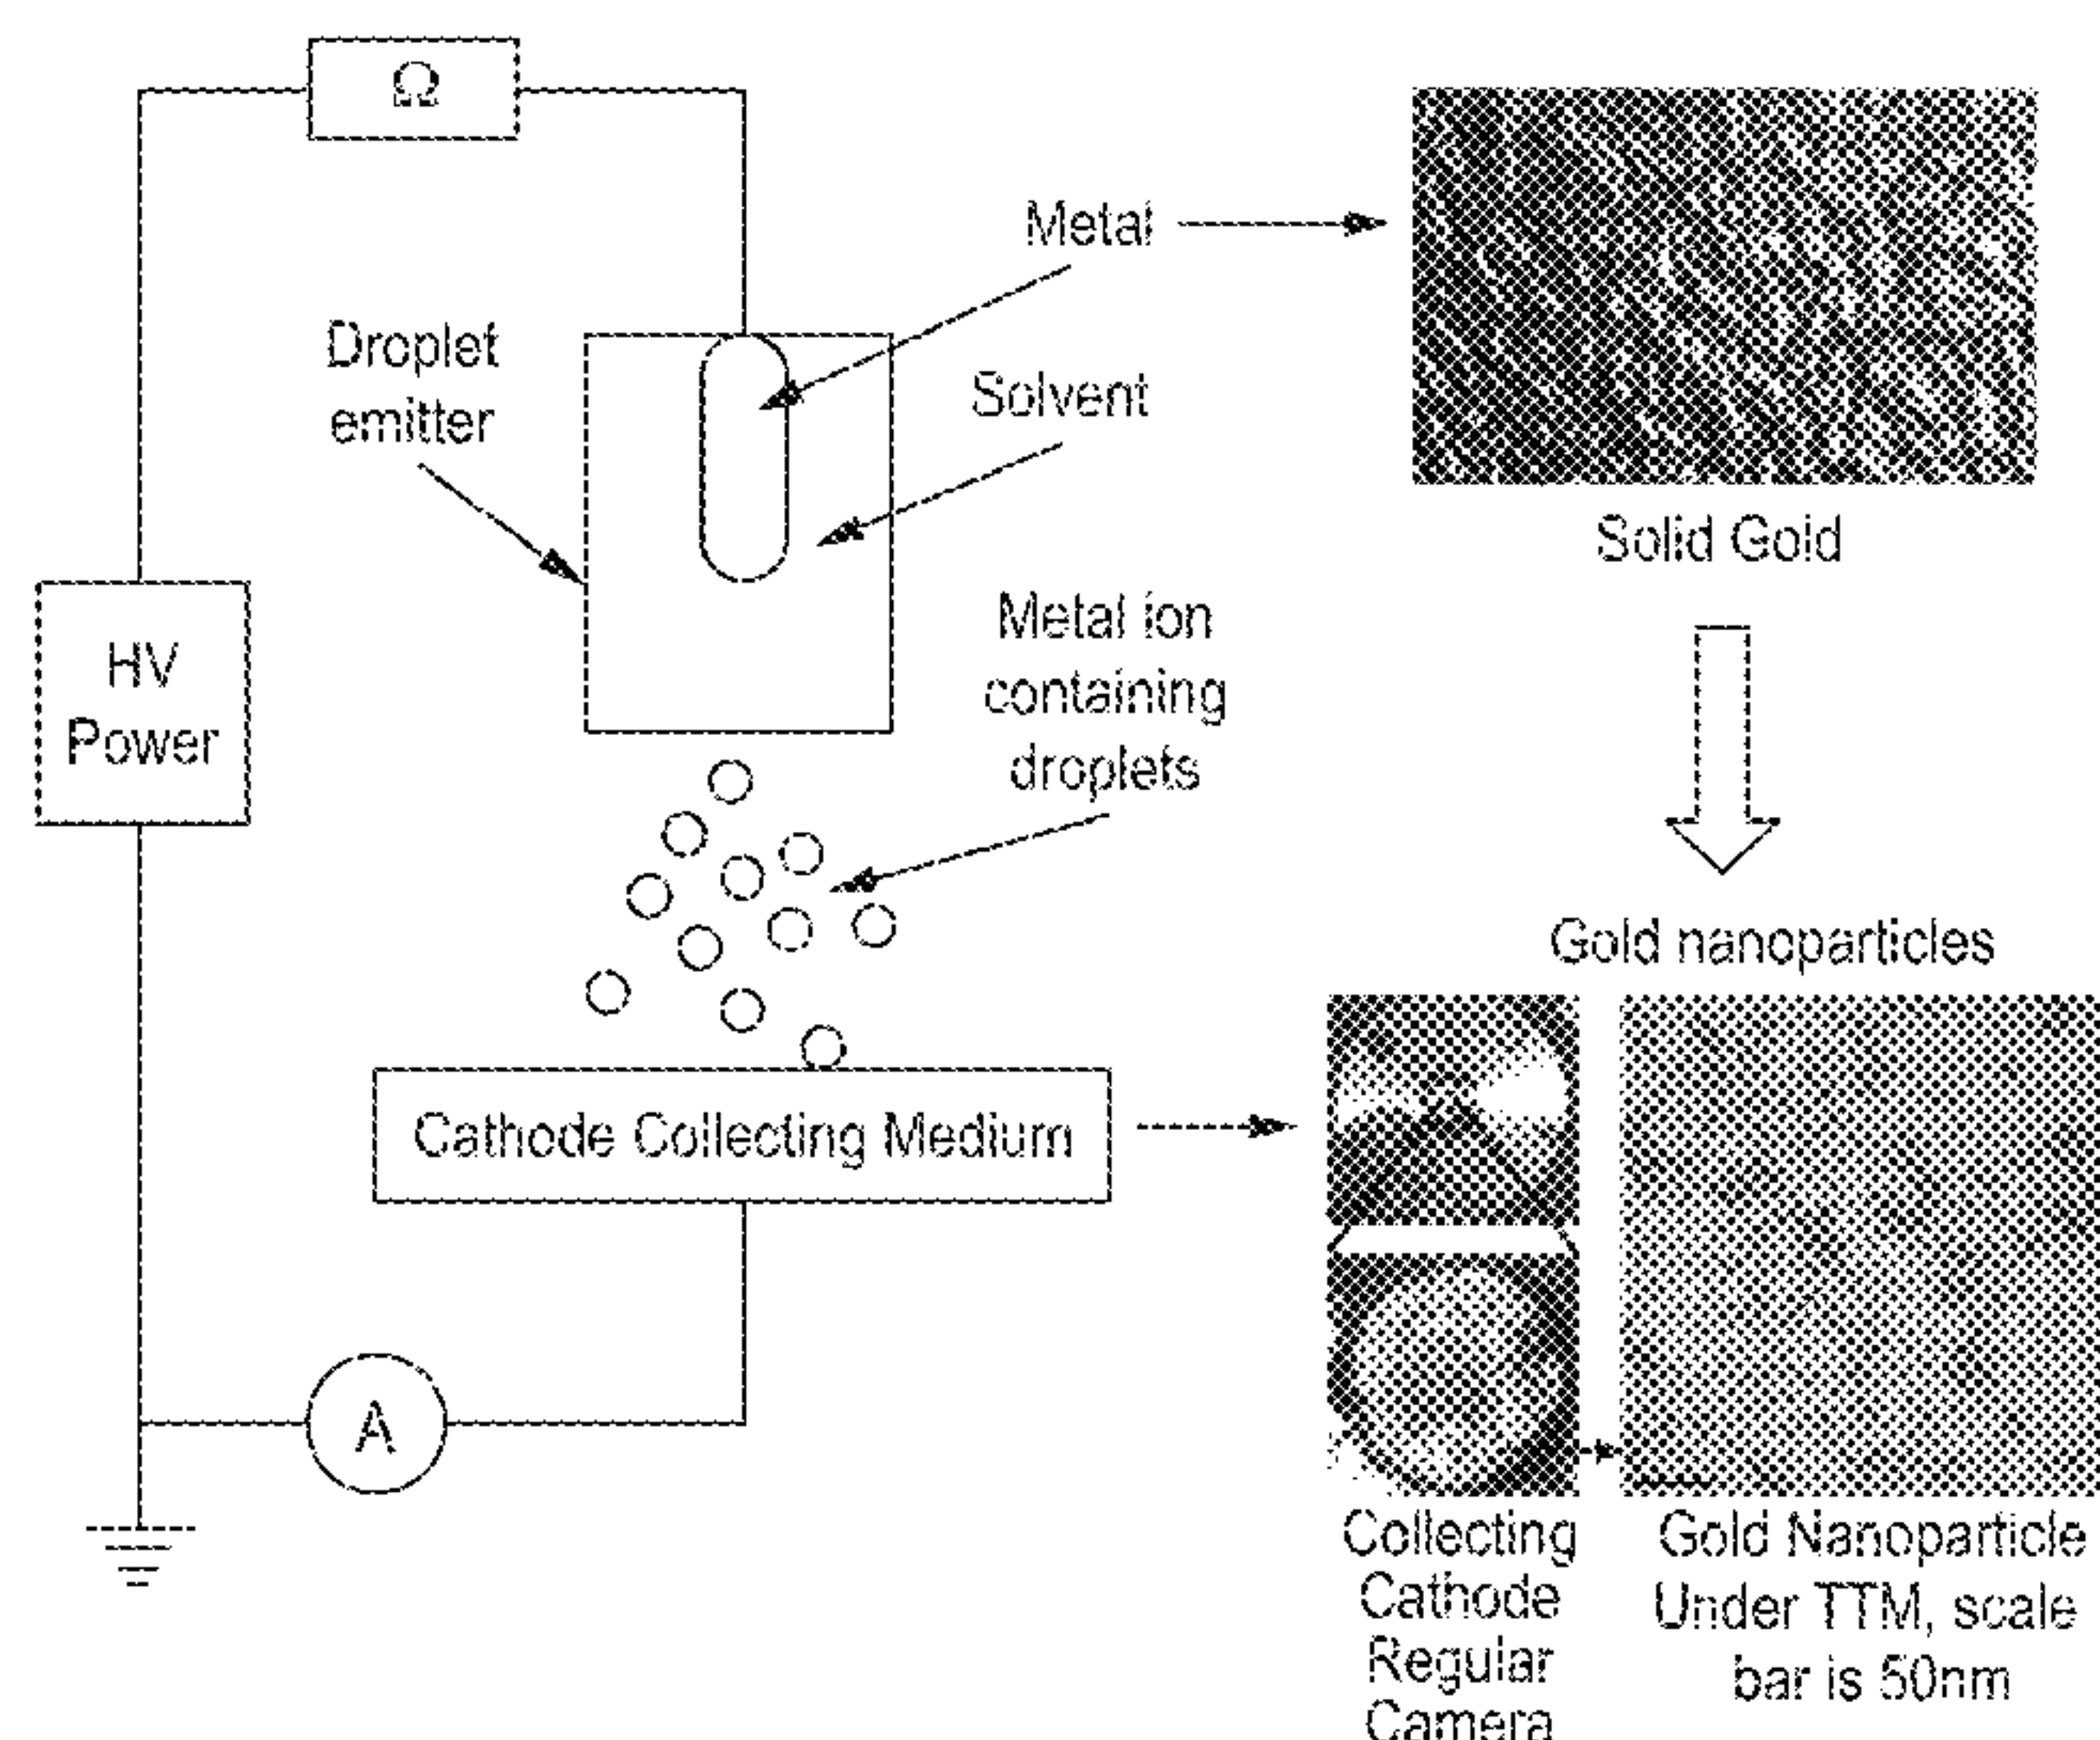 Ω
Metal
Droplet
emitter
Solvent
Solid Gold
HV
Power
Metal ion
containing
droplets
Gold nanoparticles
Cathode Collecting Medium
A
Collecting
Cathode
Regular
Camera
Gold Nanoparticle
Under TTM, scale
bar is 50nm